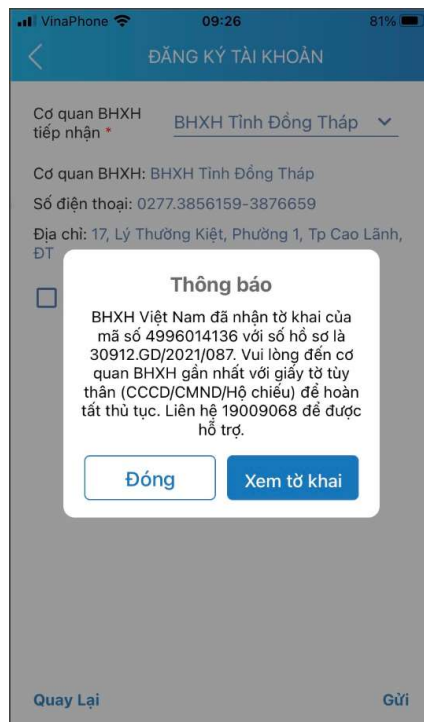 VinaPhone 09:26 81%
ĐĂNG KÝ TÀI KHOẢN
Cơ quan BHXH
tiếp nhận * BHXH Tỉnh Đồng Tháp
Cơ quan BHXH: BHXH Tỉnh Đồng Tháp
Số điện thoại: 0277.3856159-3876659
Địa chỉ: 17, Lý Thường Kiệt, Phường 1, Tp Cao Lãnh,
ĐT
Thông báo
BHXH Việt Nam đã nhận tờ khai của
mã số 4996014136 với số hồ sơ là
30912.GD/2021/087. Vui lòng đến cơ
quan BHXH gần nhất với giấy tờ tùy
thân (CCCD/CMND/Hộ chiếu) để hoàn
tất thủ tục. Liên hệ 19009068 để được
hỗ trợ.
Đóng Xem tờ khai
Quay Lại Gửi